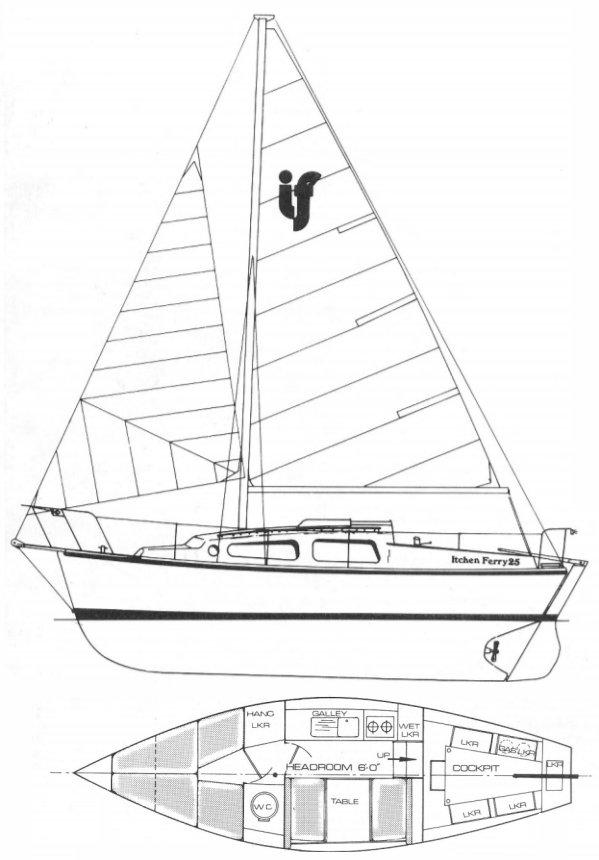 if
Itchen Ferry 25
HANG
LKR
GALLEY
WET
LKR
UP
HEADROOM 6'0"
LKR
GAS LKR
LKR
COCKPIT
W C
TABLE
LKR
LKR